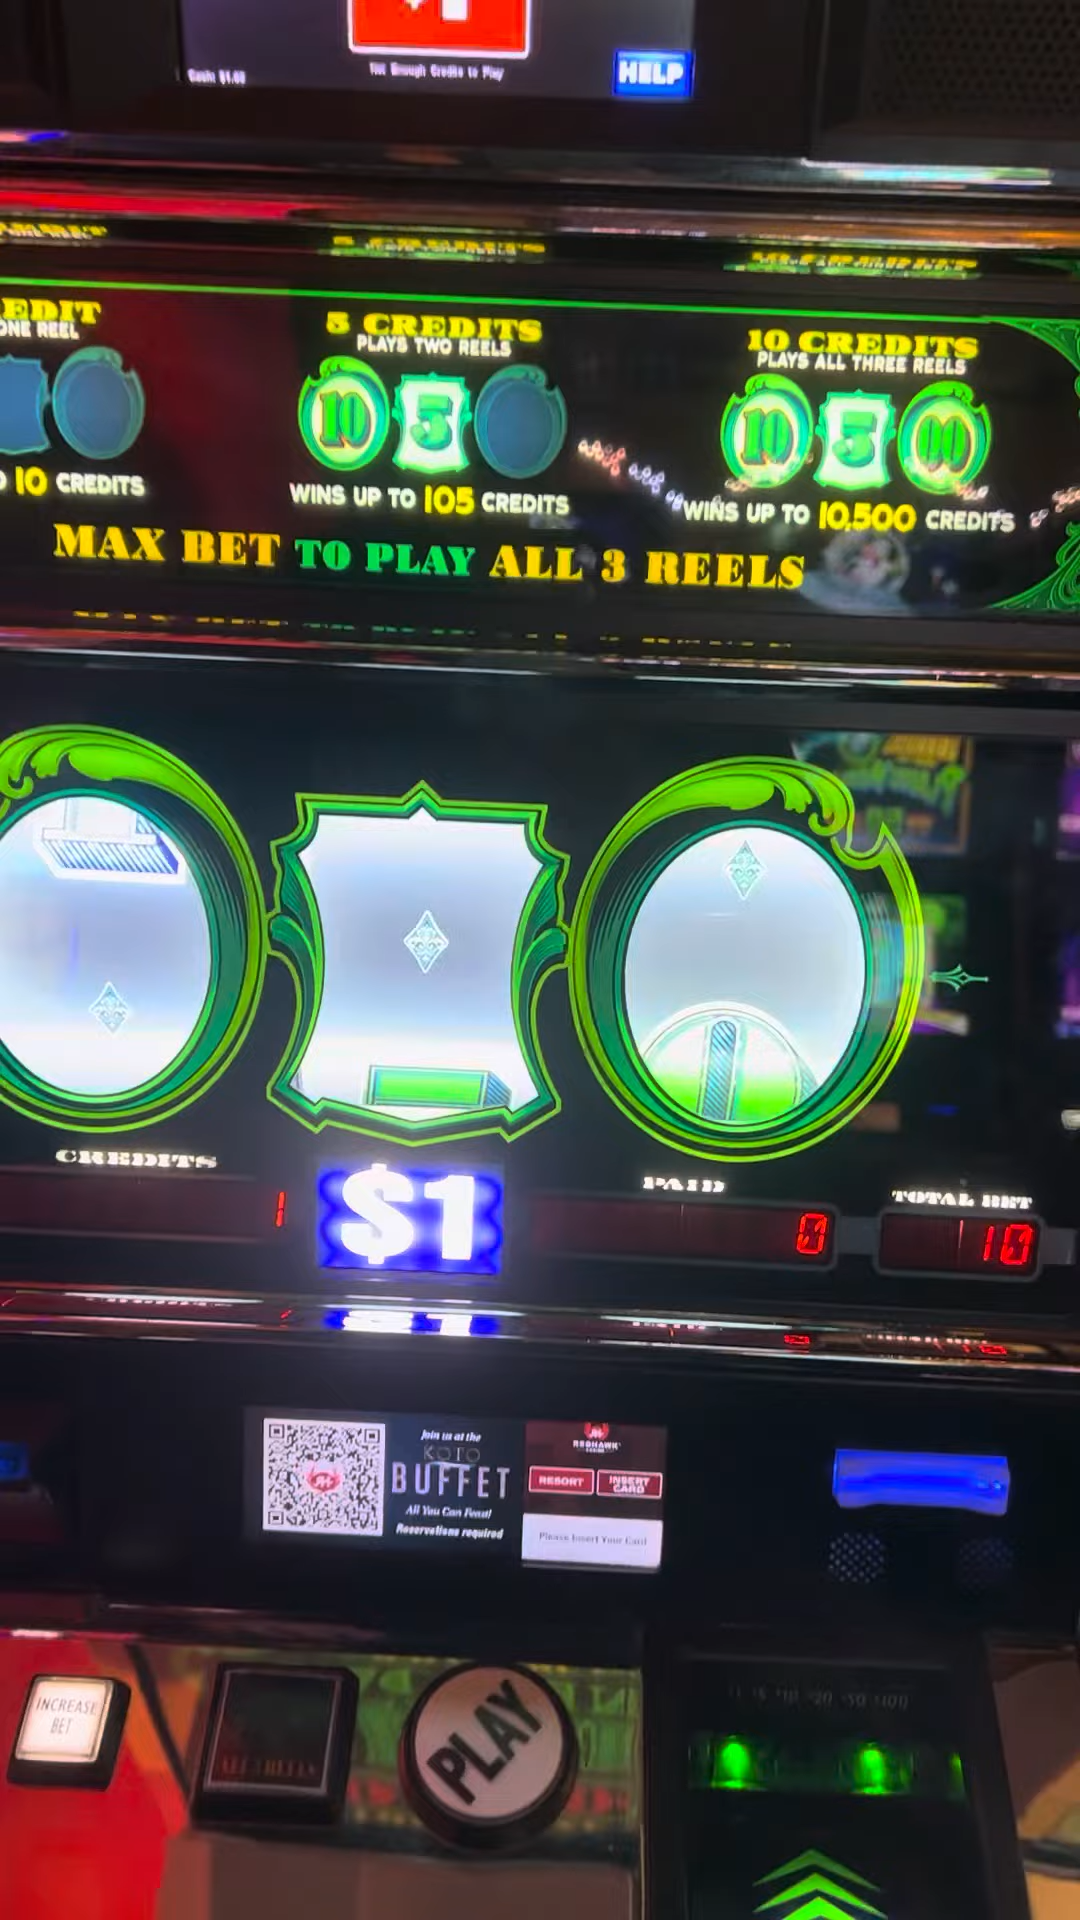 Cash: $1.00
Not Enough Credits to Play
HELP
EDIT
ONE REEL
10 CREDITS
5 CREDITS
PLAYS TWO REELS
10 5
WINS UP TO 105 CREDITS
10 CREDITS
PLAYS ALL THREE REELS
10 5 00
WINS UP TO 10,500 CREDITS
MAX BET TO PLAY ALL 3 REELS
CREDITS
1
$1
PAID
0
TOTAL BET
10
Join us at the
KOTO
BUFFET
All You Can Feast!
Reservations required
REDHAWK
RESORT
INSERT
CARD
Please Insert Your Card
INCREASE
BET
PLAY